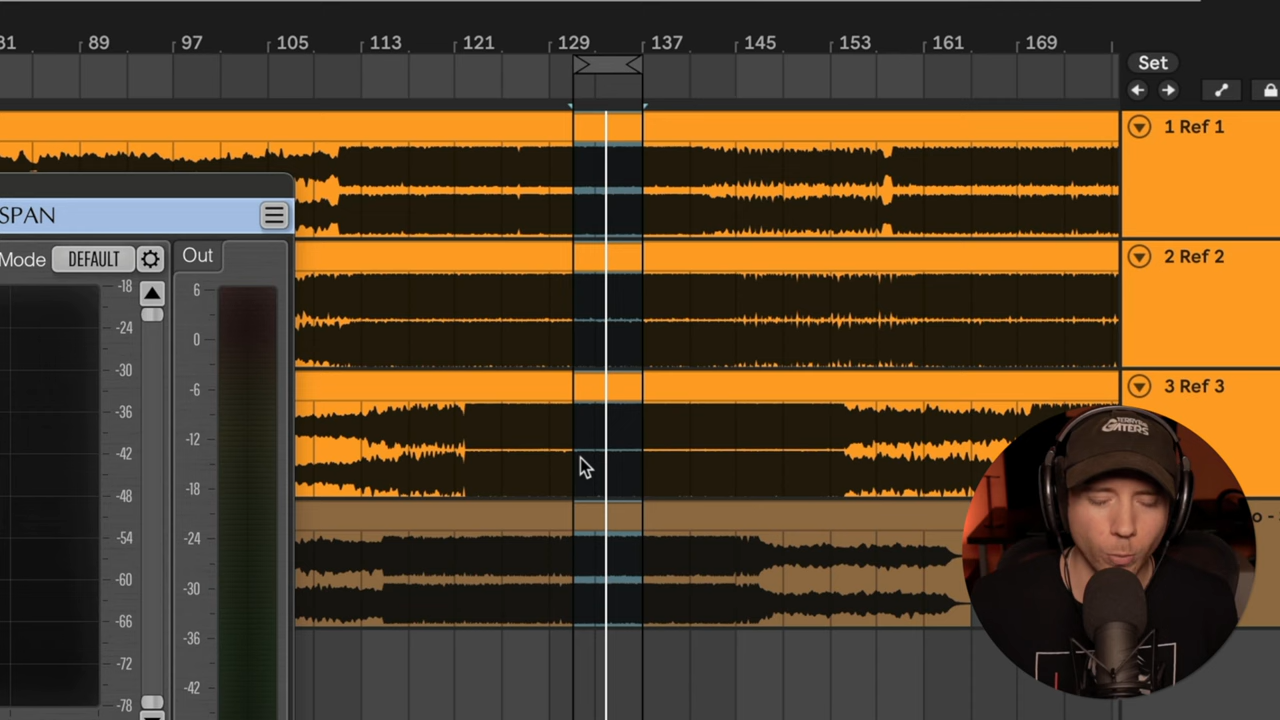 81 89 97 105 113 121 129 137 145 153 161 169
Set
1 Ref 1
SPAN
Mode DEFAULT Out
2 Ref 2
-18
-24
-30
-36
-42
-48
-54
-60
-66
-72
-78
6
0
-6
-12
-18
-24
-30
-36
-42
3 Ref 3
GATERS
o -